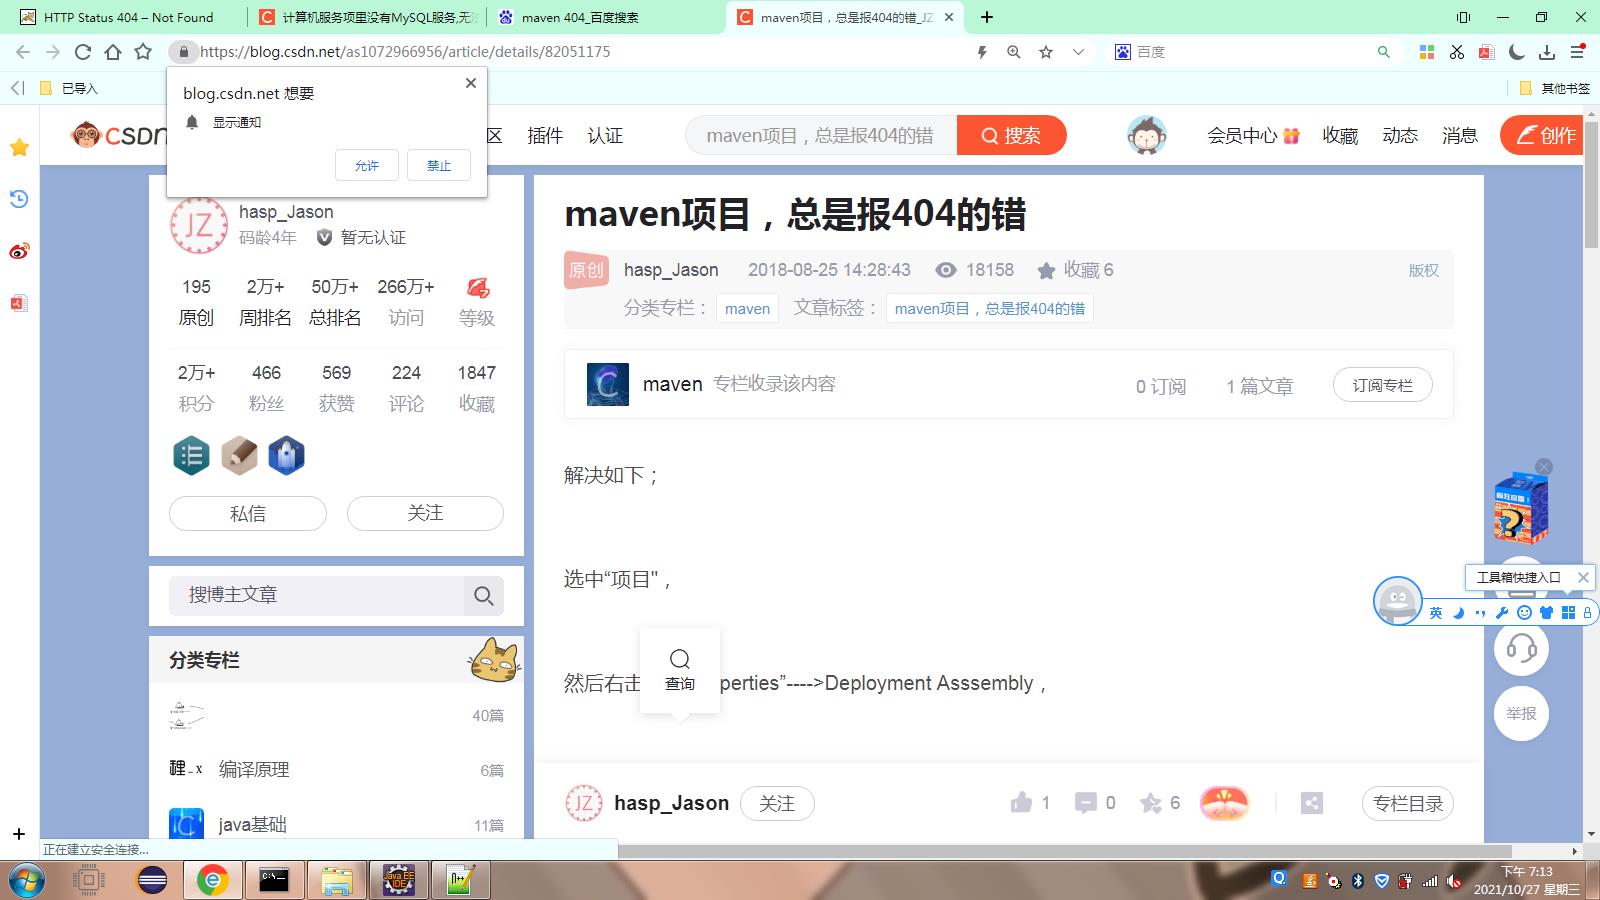 HTTP Status 404 – Not Found
计算机服务项里没有MySQL服务,无
maven 404_百度搜索
maven项目，总是报404的错_JZ
https://blog.csdn.net/as1072966956/article/details/82051175
百度
已导入
其他书签
blog.csdn.net 想要
显示通知
允许
禁止
CSDN
区
插件
认证
maven项目，总是报404的错
搜索
会员中心
收藏
动态
消息
创作
JZ
hasp_Jason
码龄4年
暂无认证
195
2万+
50万+
266万+
原创
周排名
总排名
访问
等级
2万+
466
569
224
1847
积分
粉丝
获赞
评论
收藏
私信
关注
搜博主文章
分类专栏
40篇
编译原理
6篇
java基础
11篇
maven项目，总是报404的错
原创
hasp_Jason
2018-08-25 14:28:43
18158
收藏 6
版权
分类专栏：
maven
文章标签：
maven项目，总是报404的错
maven
专栏收录该内容
0 订阅
1 篇文章
订阅专栏
解决如下；
选中“项目"，
然后右击
perties”---->Deployment Asssembly，
查询
工具箱快捷入口
英
举报
JZ
hasp_Jason
关注
1
0
6
专栏目录
正在建立安全连接...
Java EE
IDE
下午 7:13
2021/10/27 星期三